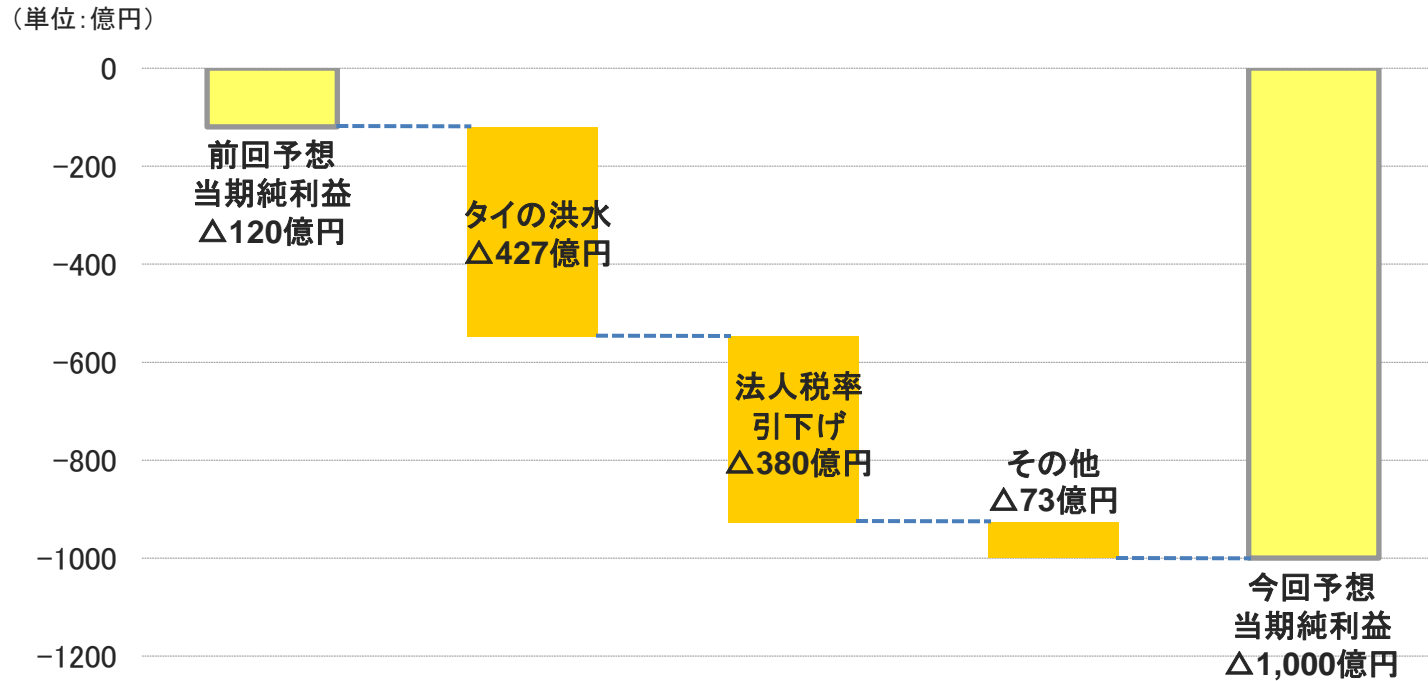 （単位：億円）
0
−200
−400
−600
−800
−1000
−1200
前回予想
当期純利益
△120億円
タイの洪水
△427億円
法人税率
引下げ
△380億円
その他
△73億円
今回予想
当期純利益
△1,000億円